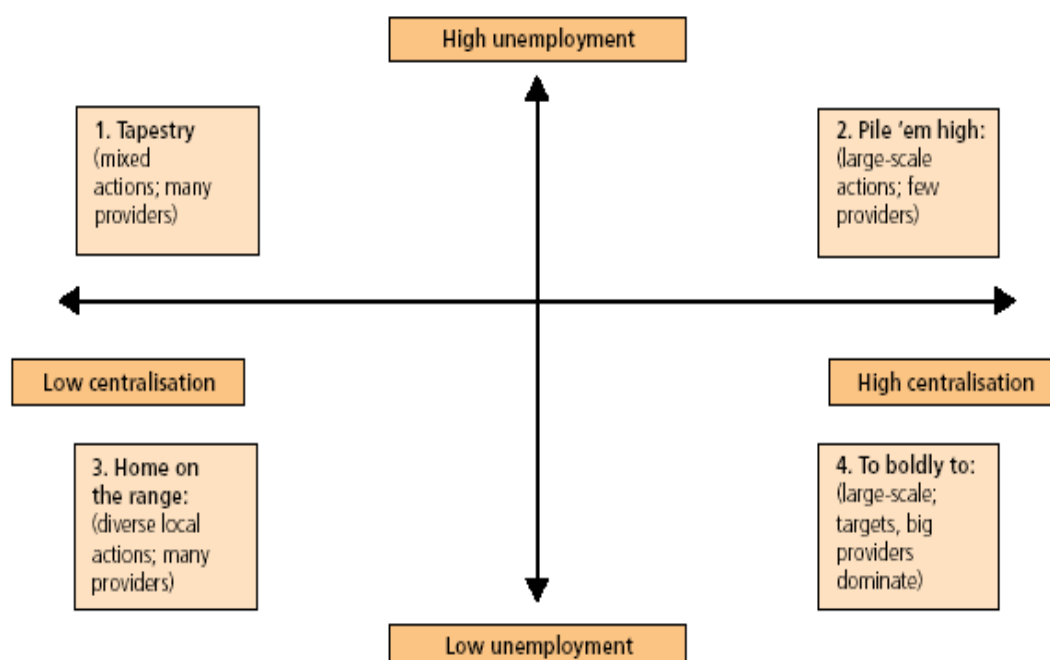 High unemployment
1. Tapestry
(mixed
actions; many
providers)
2. Pile 'em high:
(large-scale
actions; few
providers)
Low centralisation
High centralisation
3. Home on
the range:
(diverse local
actions; many
providers)
4. To boldly to:
(large-scale;
targets, big
providers
dominate)
Low unemployment